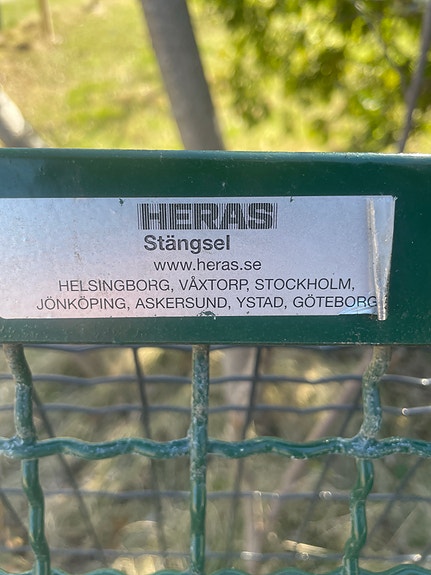 HERAS
Stängsel
www.heras.se
HELSINGBORG, VÅXTORP, STOCKHOLM,
JÖNKÖPING, ASKERSUND, YSTAD, GÖTEBORG